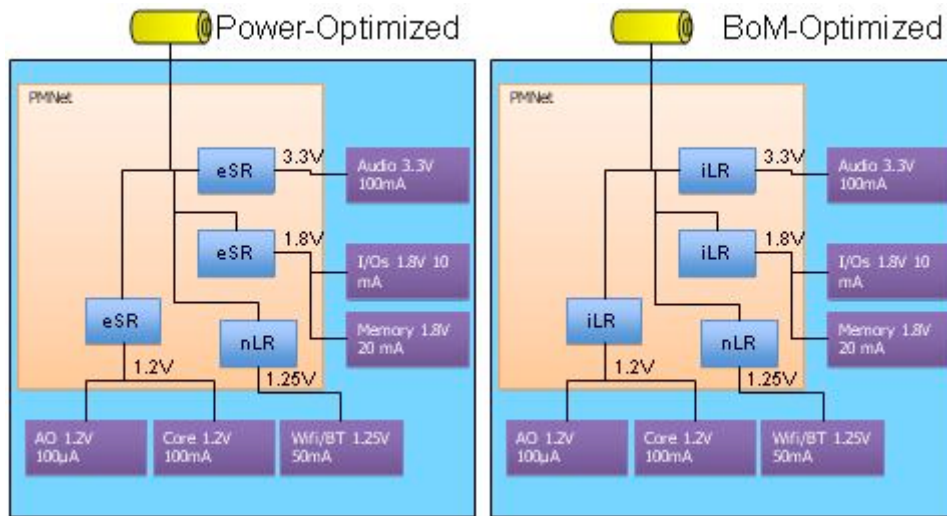 Power-Optimized
PMNet
eSR
3.3V
Audio 3.3V
100mA
eSR
1.8V
I/Os 1.8V 10
mA
eSR
nLR
Memory 1.8V
20 mA
1.2V
1.25V
AO 1.2V
100µA
Core 1.2V
100mA
Wifi/BT 1.25V
50mA
BoM-Optimized
PMNet
iLR
3.3V
Audio 3.3V
100mA
iLR
1.8V
I/Os 1.8V 10
mA
iLR
nLR
Memory 1.8V
20 mA
1.2V
1.25V
AO 1.2V
100µA
Core 1.2V
100mA
Wifi/BT 1.25V
50mA